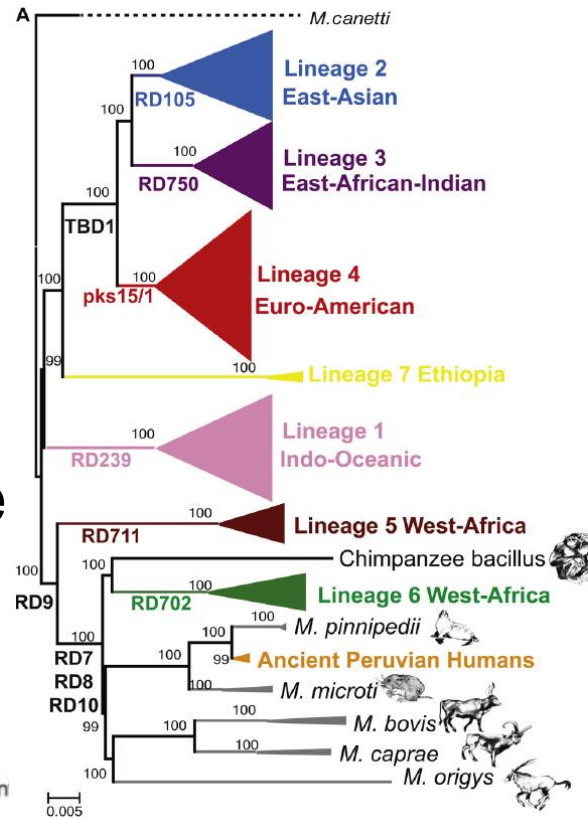 A
M.canetti
100
Lineage 2
East-Asian
RD105
100
100
Lineage 3
East-African-Indian
RD750
100
TBD1
100
Lineage 4
Euro-American
pks15/1
100
99
100
Lineage 7 Ethiopia
100
Lineage 1
Indo-Oceanic
RD239
e
100
Lineage 5 West-Africa
RD711
Chimpanzee bacillus
100
RD9
100
Lineage 6 West-Africa
RD702
100
M. pinnipedii
100
100
RD7
99
Ancient Peruvian Humans
RD8
100
M. microti
RD10
99
100
M. bovis
100
100
M. caprae
100
M. origys
0.005